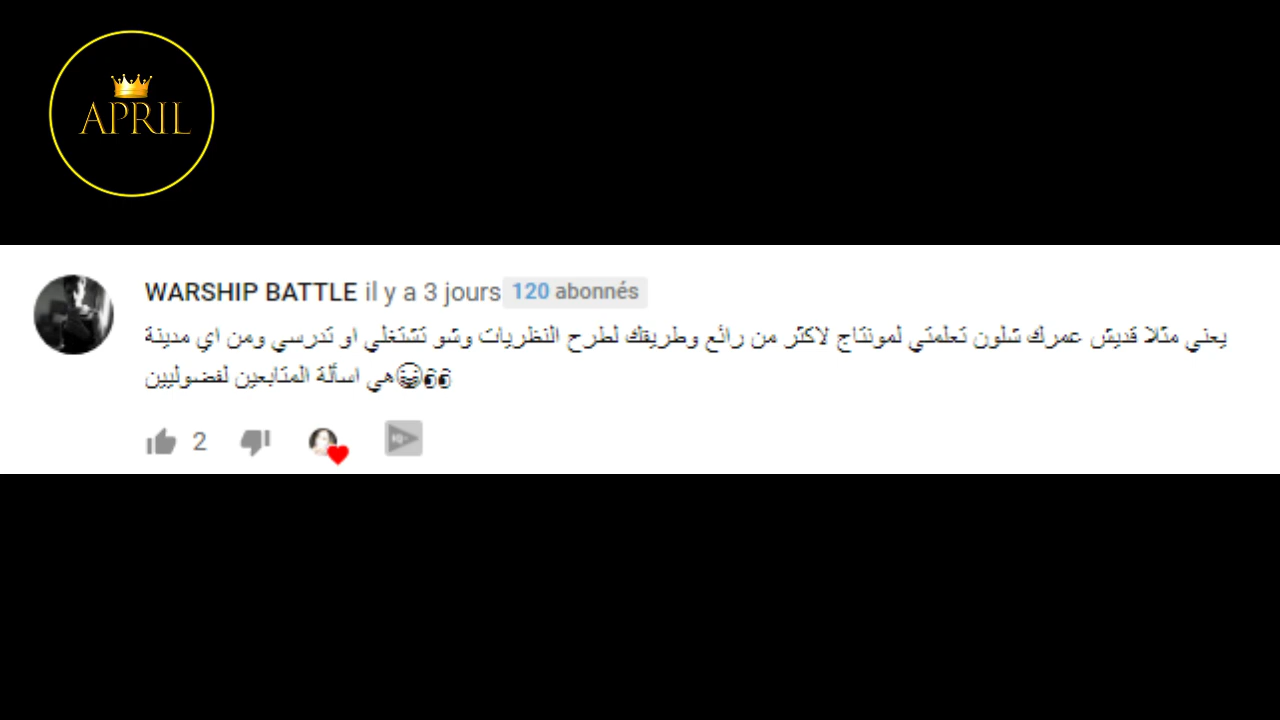 APRIL
WARSHIP BATTLE il y a 3 jours 120 abonnés
يعني مثلا قديش عمرك شلون تعلمتي لمونتاج لاكثر من رائع وطريقك لطرح النظريات وشو تشتغلي او تدرسي ومن اي مدينة
هي اسألة المتابعين لفضوليين😀👀
2